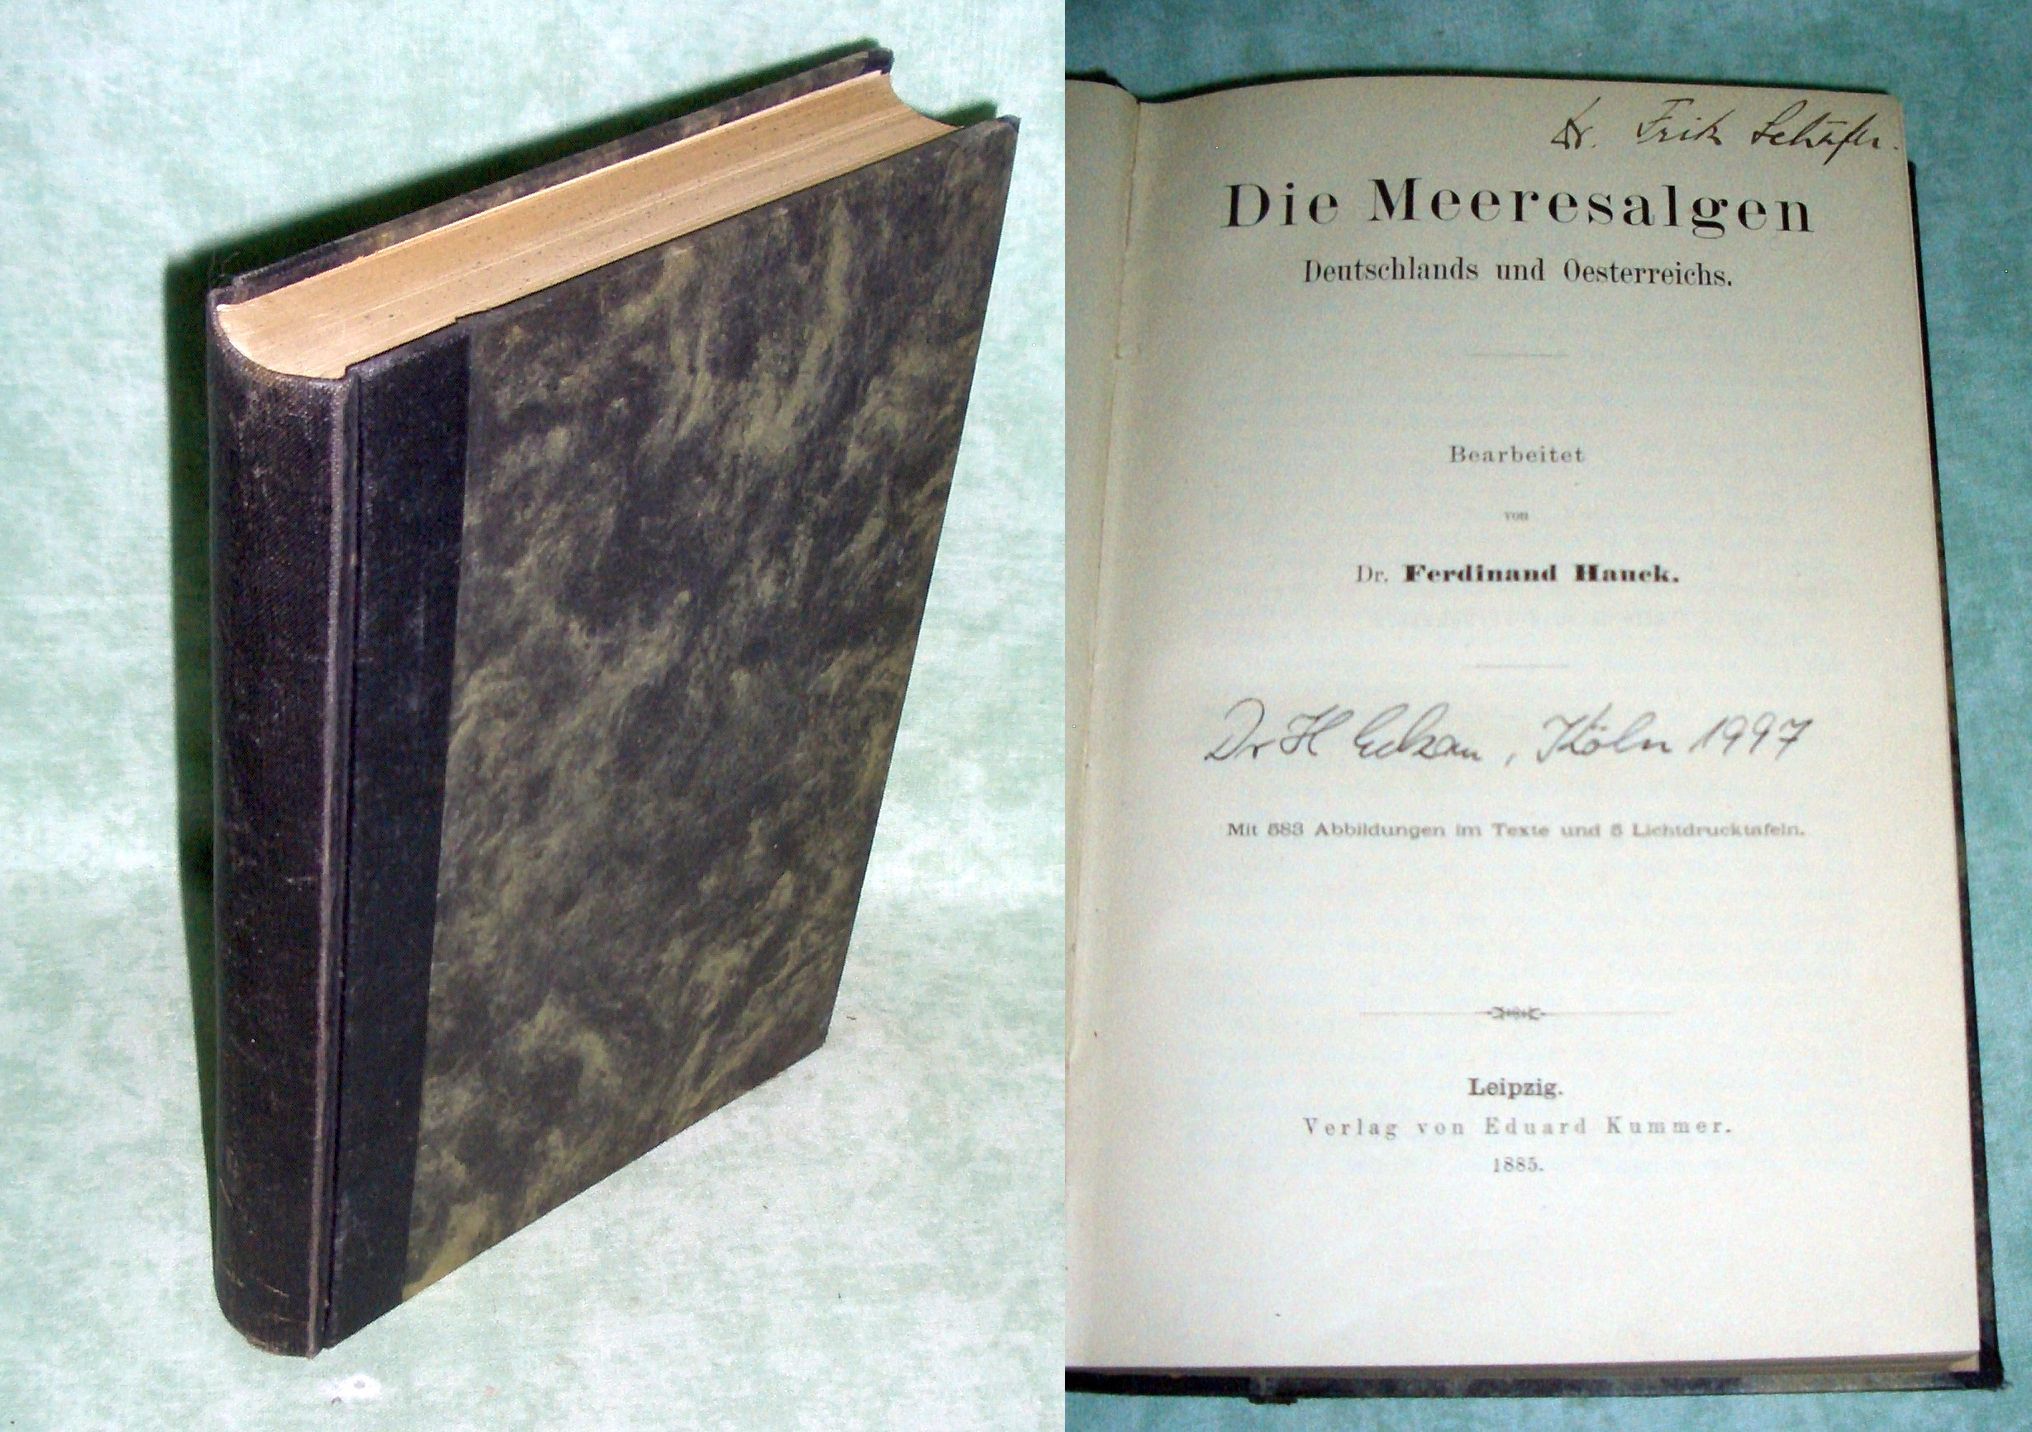 Dr. Fritz Schäfer.
Die Meeresalgen
Deutschlands und Oesterreichs.
Bearbeitet
von
Dr. Ferdinand Hauck.
Dr H , Köln 1997
Mit 583 Abbildungen im Texte und 5 Lichtdrucktafeln.
Leipzig.
Verlag von Eduard Kummer.
1885.